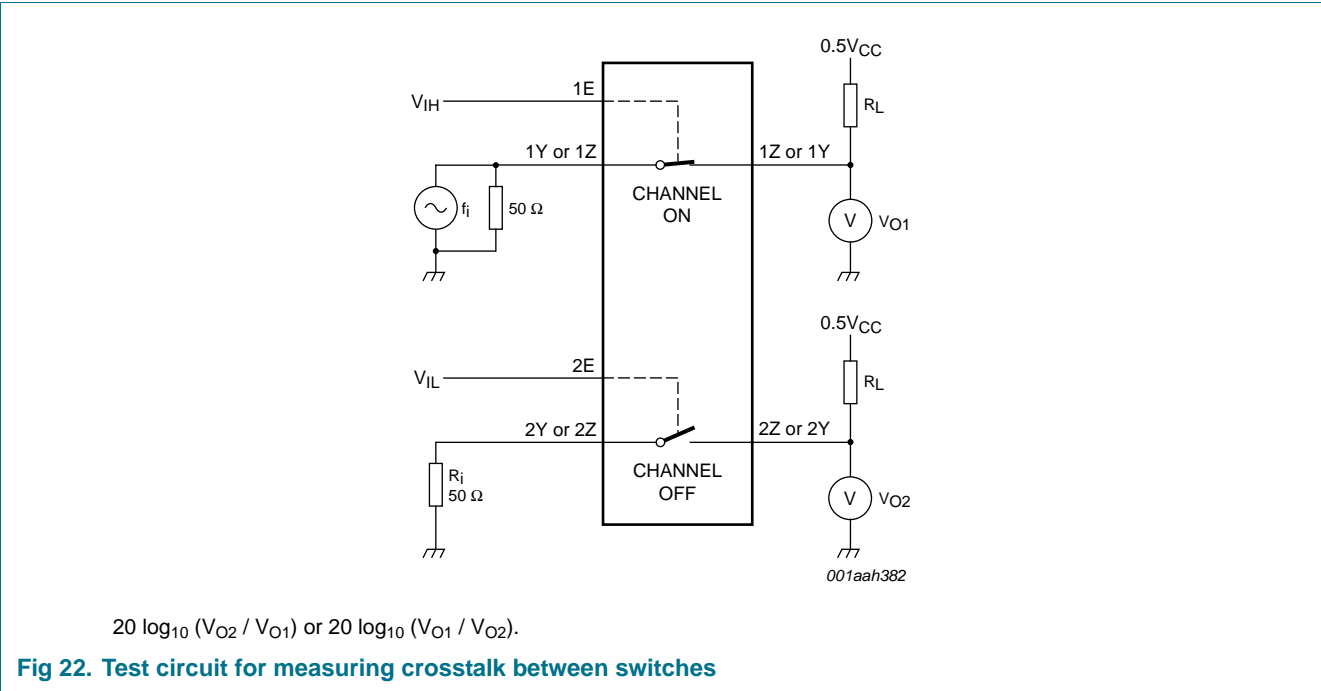 0.5VCC
RL
VIH
1E
1Y or 1Z
1Z or 1Y
fi
50 Ω
CHANNEL
ON
V
VO1
0.5VCC
RL
VIL
2E
2Y or 2Z
2Z or 2Y
Ri
50 Ω
CHANNEL
OFF
V
VO2
001aah382
20 log10 (VO2 / VO1) or 20 log10 (VO1 / VO2).
Fig 22. Test circuit for measuring crosstalk between switches